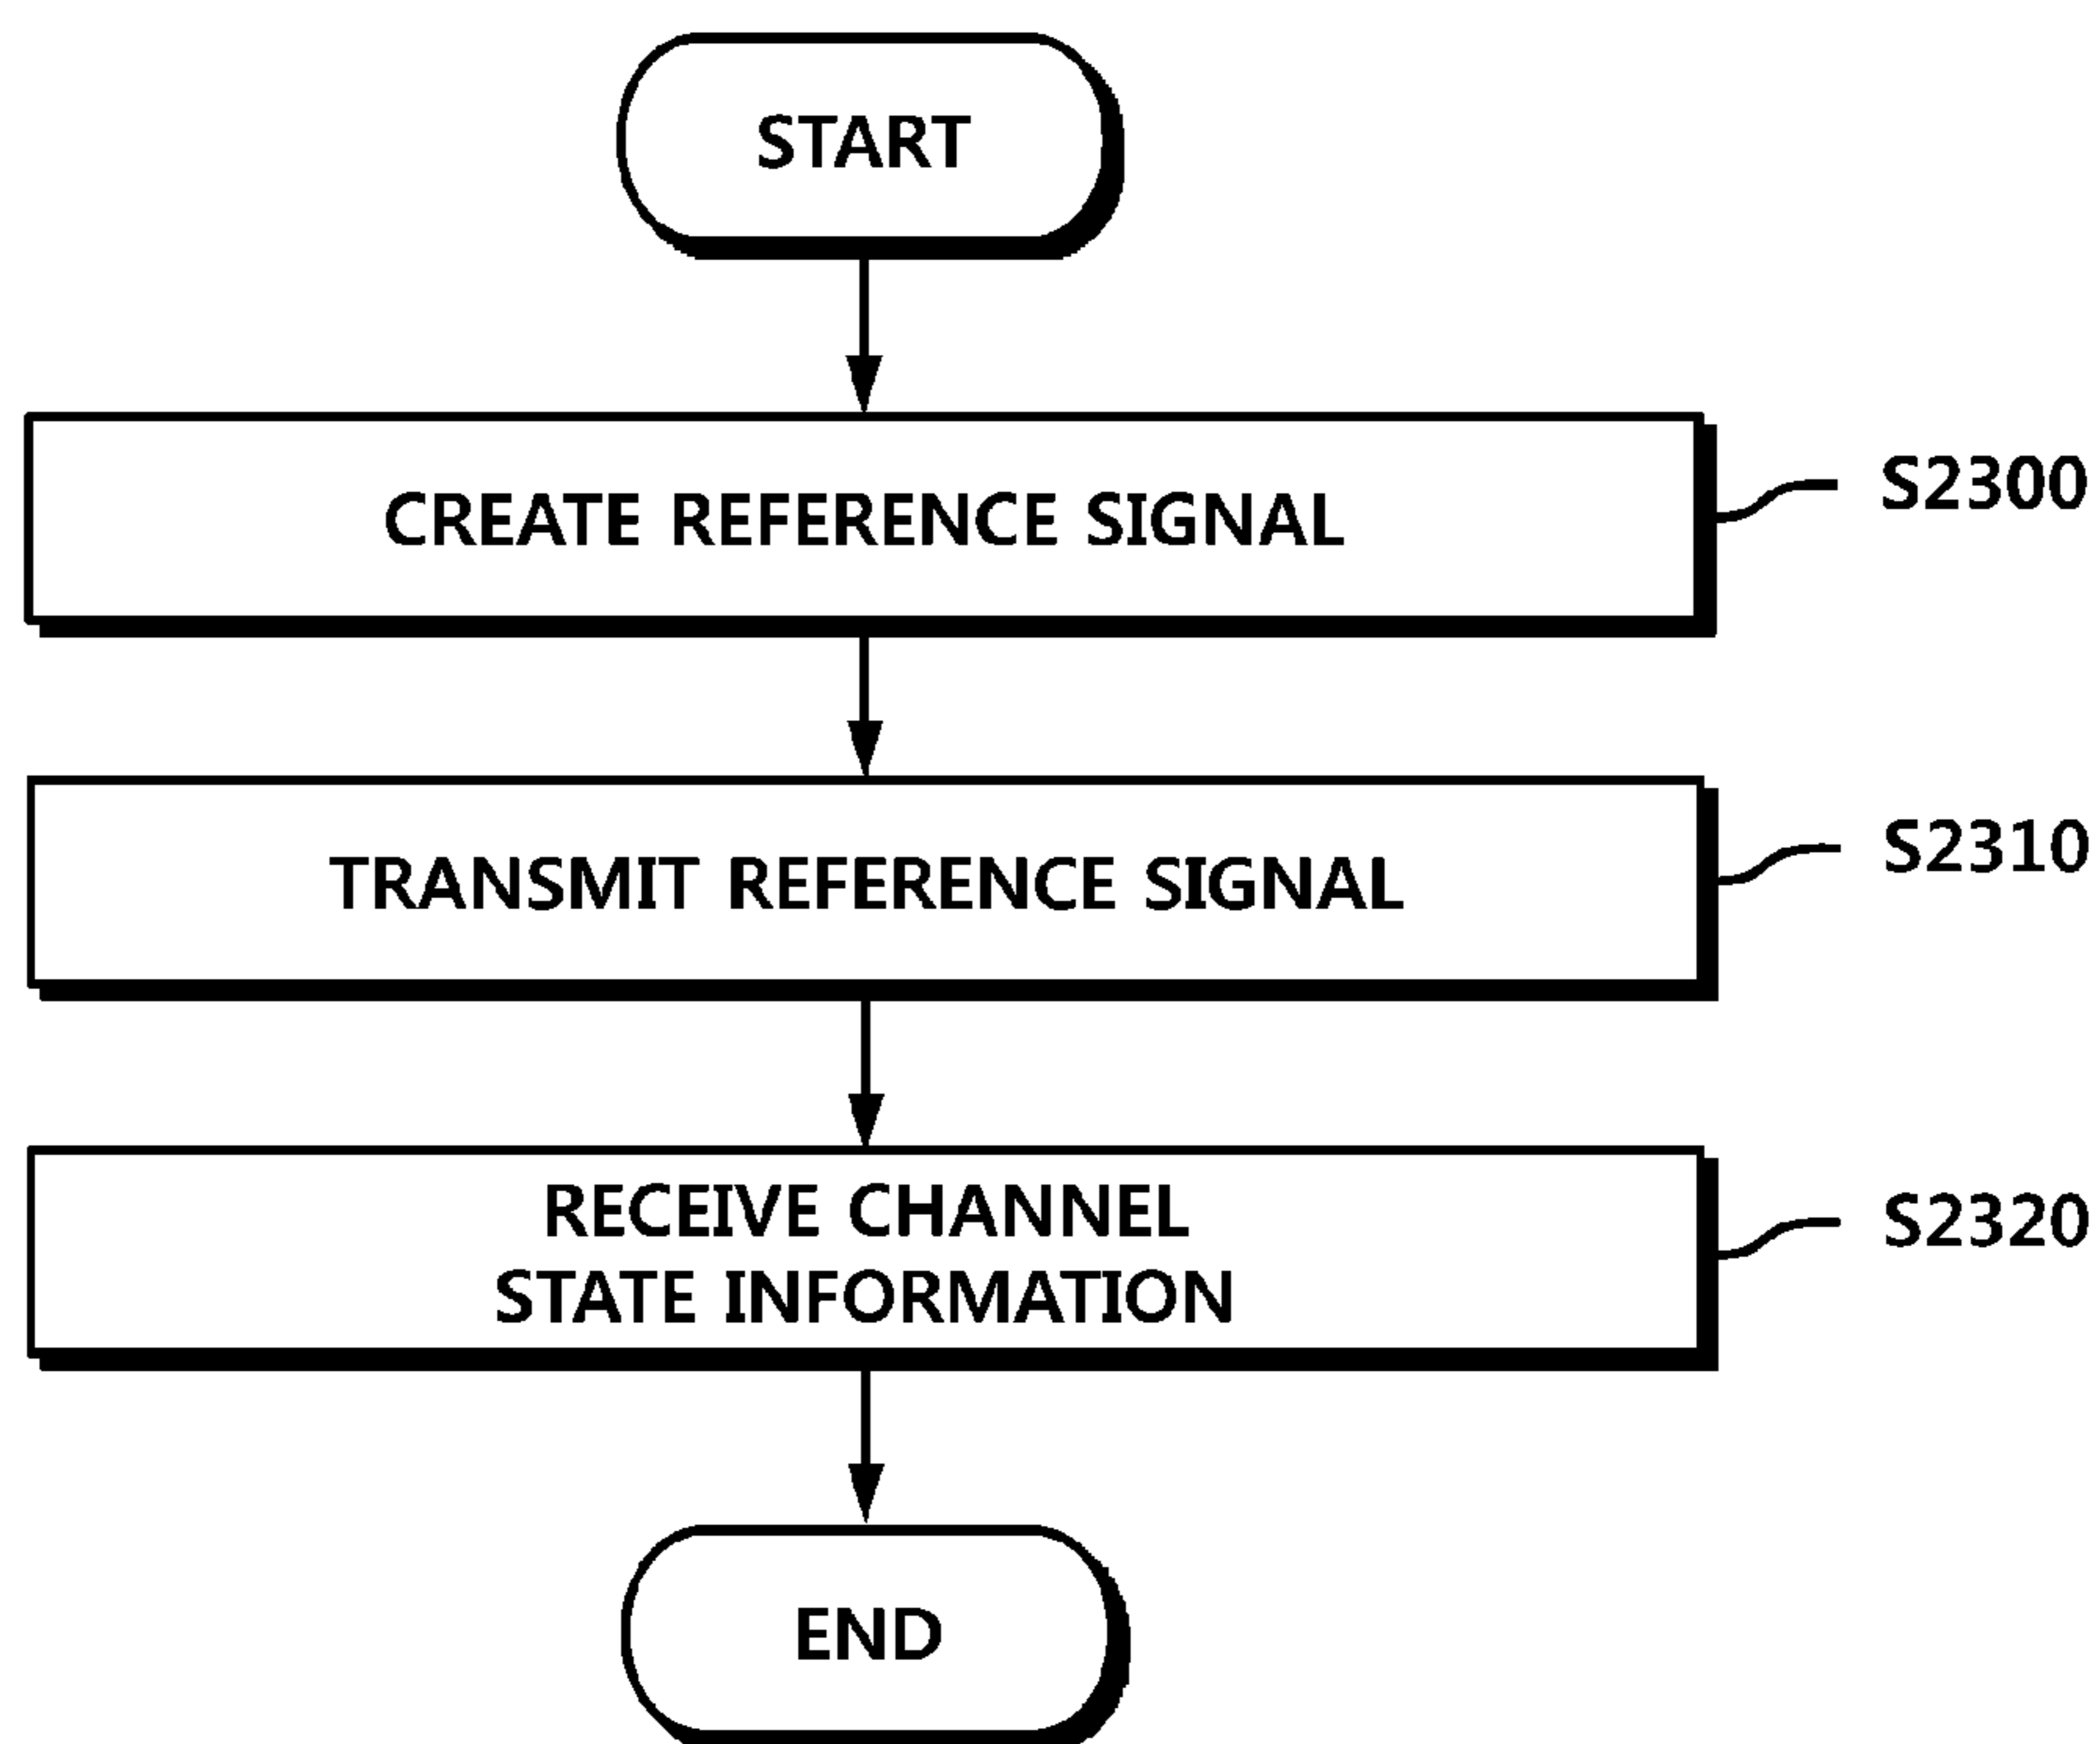 START
CREATE REFERENCE SIGNAL
S2300
TRANSMIT REFERENCE SIGNAL
S2310
RECEIVE CHANNEL
STATE INFORMATION
S2320
END